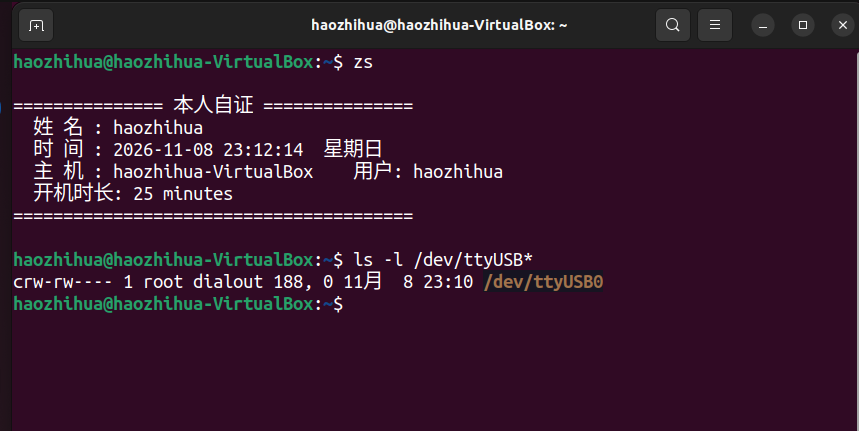 haozhihua@haozhihua-VirtualBox: ~
haozhihua@haozhihua-VirtualBox:~$ zs
=============== 本人自证 ===============
姓 名 : haozhihua
时 间 : 2026-11-08 23:12:14  星期日
主 机 : haozhihua-VirtualBox    用户: haozhihua
开机时长: 25 minutes
========================================
haozhihua@haozhihua-VirtualBox:~$ ls -l /dev/ttyUSB*
crw-rw---- 1 root dialout 188, 0 11月  8 23:10 /dev/ttyUSB0
haozhihua@haozhihua-VirtualBox:~$